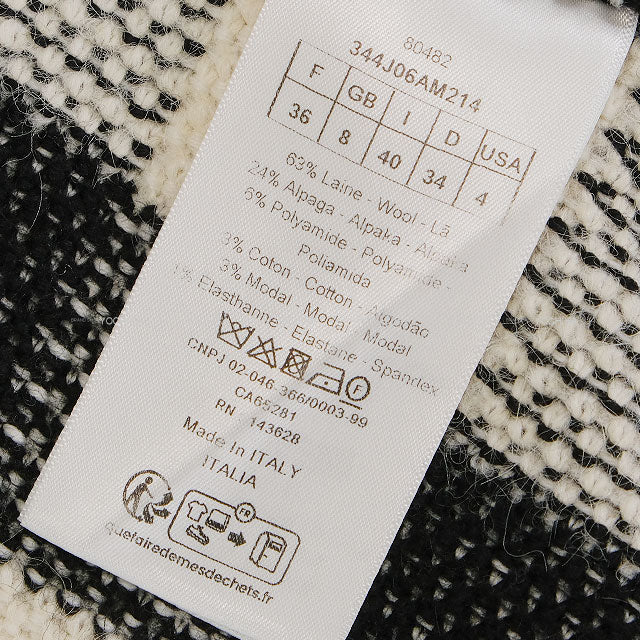 80482
344J06AM214
F GB I D USA
36 8 40 34 4
63% Laine - Wool - Lã
24% Alpaga - Alpaka - Alpaca
6% Polyamide - Polyamide -
Poliamida
3% Coton - Cotton - Algodão
3% Modal - Modal - Modal
1% Elasthanne - Elastane - Spandex
CNPJ 02.046.366/0003-99
CA65281
RN 143628
Made In ITALY
ITALIA
FR
quefairedemesdechets.fr